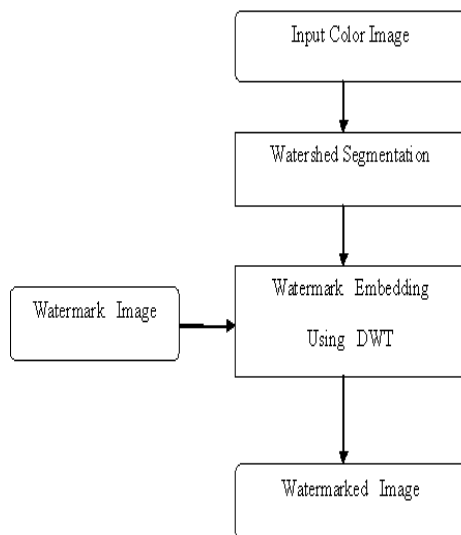 Input Color Image
Watershed Segmentation
Watermark Embedding
Using DWT
Watermark Image
Watermarked Image